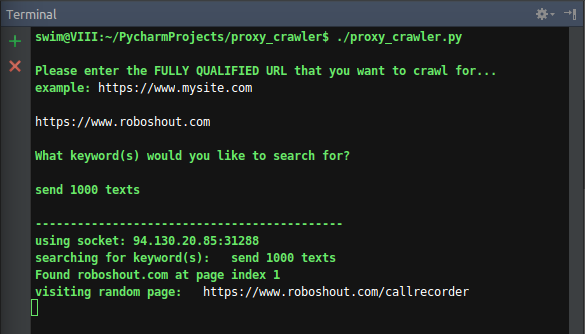 Terminal
swim@VIII:~/PycharmProjects/proxy_crawler$ ./proxy_crawler.py
Please enter the FULLY QUALIFIED URL that you want to crawl for...
example: https://www.mysite.com
https://www.roboshout.com
What keyword(s) would you like to search for?
send 1000 texts
--------------------------------------------
using socket: 94.130.20.85:31288
searching for keyword(s):   send 1000 texts
Found roboshout.com at page index 1
visiting random page:   https://www.roboshout.com/callrecorder